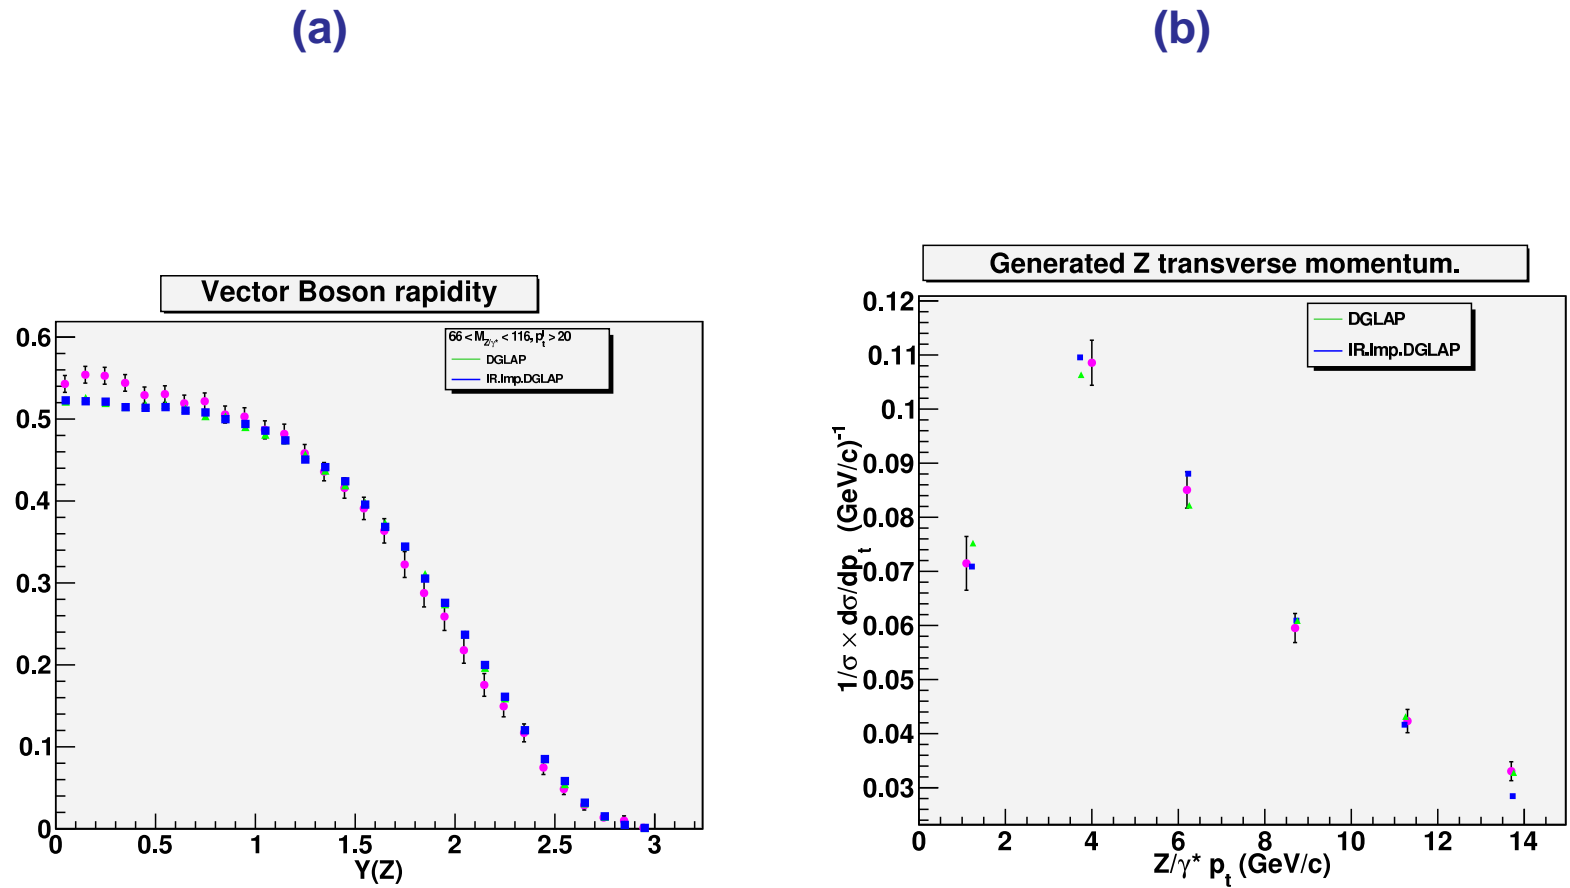 (a)
(b)
Vector Boson rapidity
66 < M_{Z/γ*} < 116, p_t^l > 20
DGLAP
IR.Imp.DGLAP
0.6
0.5
0.4
0.3
0.2
0.1
0
0 0.5 1 1.5 2 2.5 3
Y(Z)
Generated Z transverse momentum.
DGLAP
IR.Imp.DGLAP
1/σ × dσ/dp_t (GeV/c)^-1
0.12
0.11
0.1
0.09
0.08
0.07
0.06
0.05
0.04
0.03
0 2 4 6 8 10 12 14
Z/γ* p_t (GeV/c)